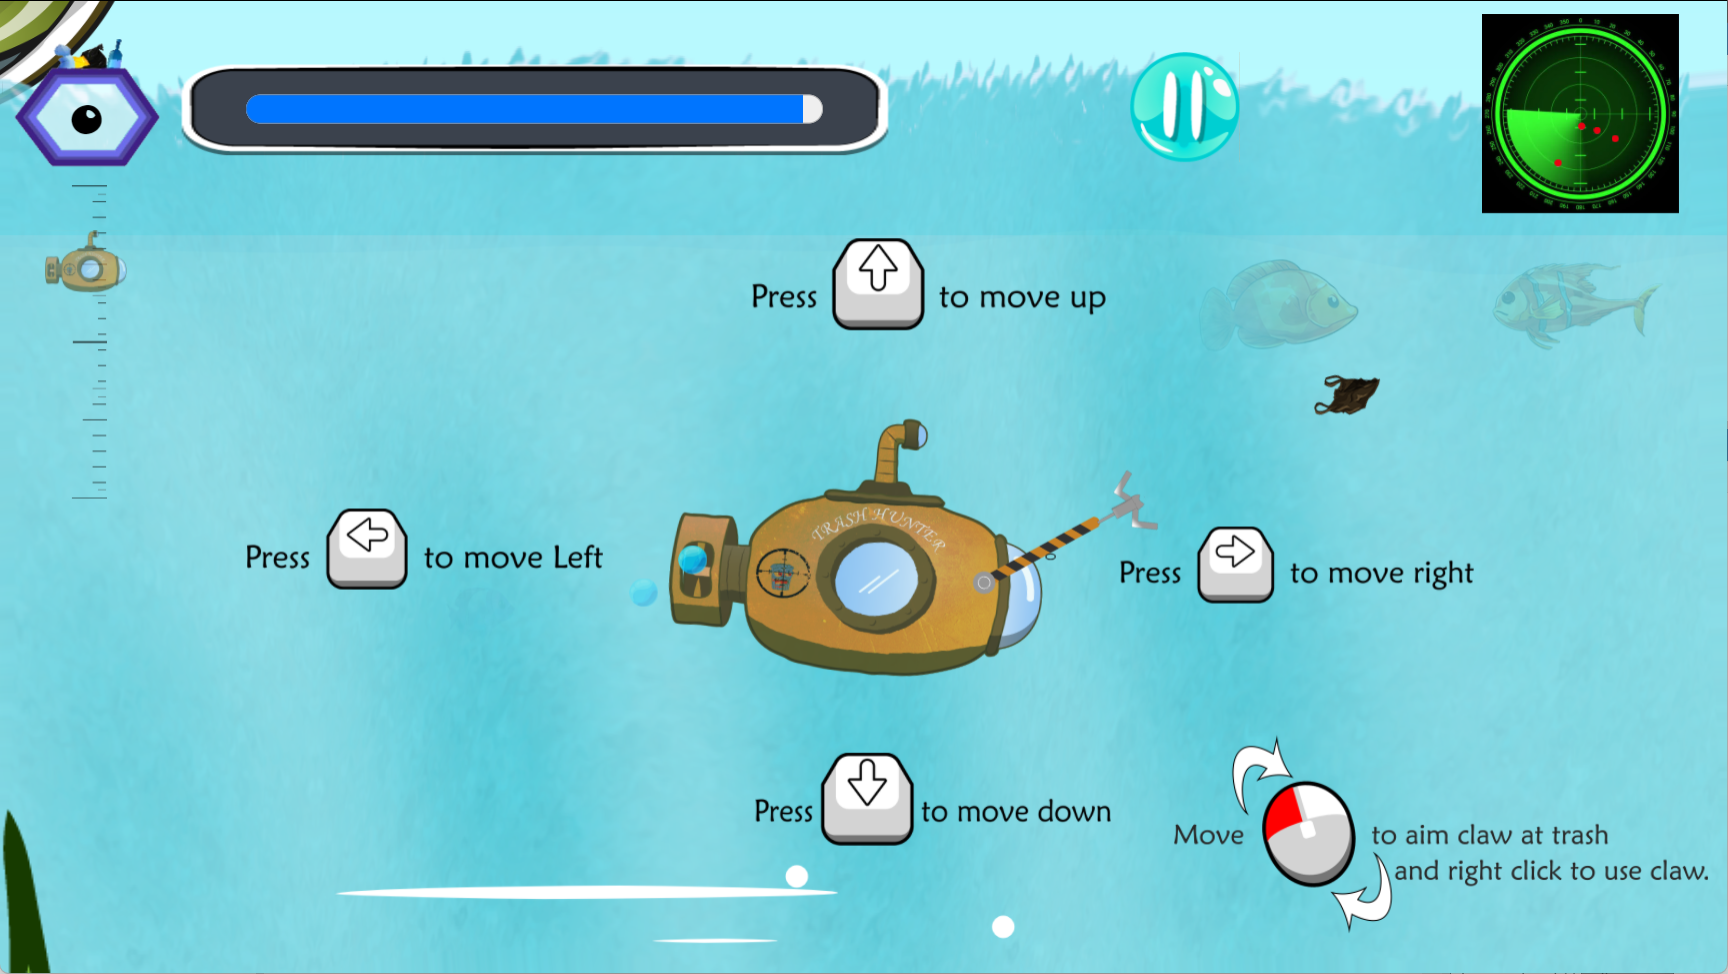 Press to move up
TRASH HUNTER
Press to move Left
Press to move right
Press to move down
Move to aim claw at trash
and right click to use claw.